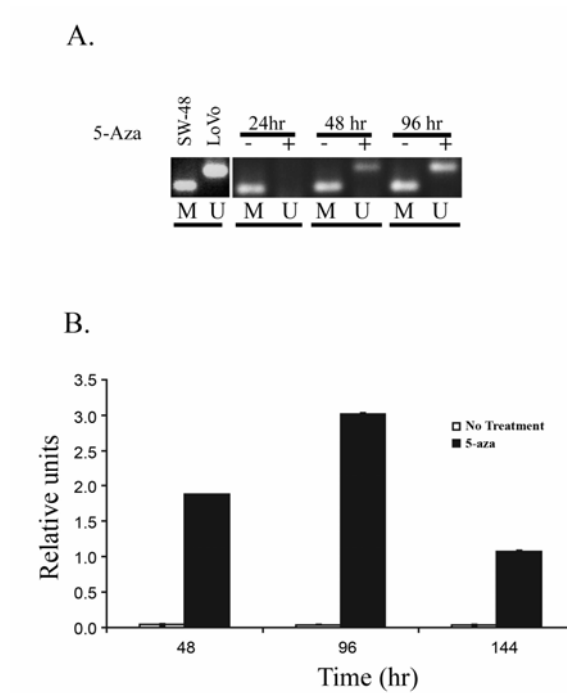 A.
5-Aza
SW-48
LoVo
24hr 48 hr 96 hr
- + - + - +
M U M U M U M U
B.
Relative units
3.5
3.0
2.5
2.0
1.5
1.0
0.5
0.0
No Treatment
5-aza
48 96 144
Time (hr)